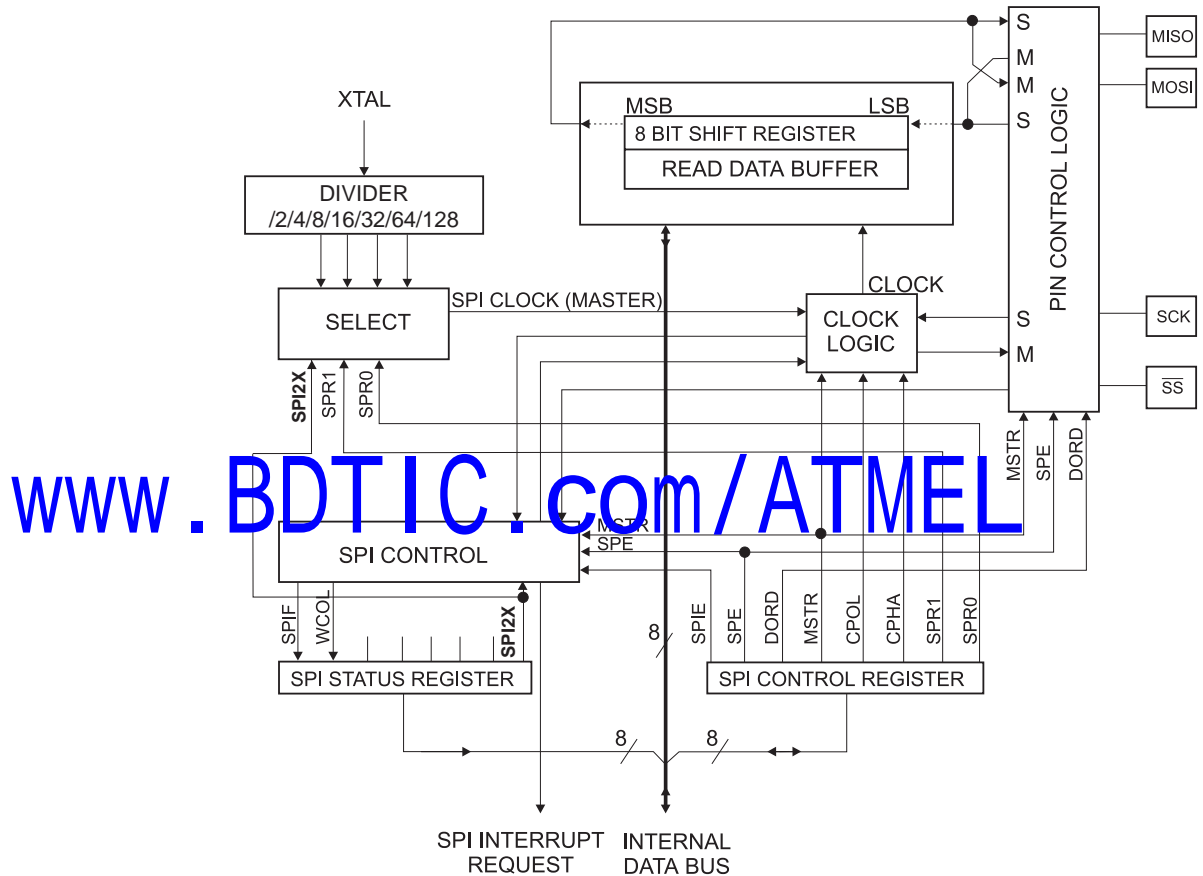 S
MISO
M
XTAL
M
MOSI
MSB
LSB
S
8 BIT SHIFT REGISTER
READ DATA BUFFER
PIN CONTROL LOGIC
DIVIDER
/2/4/8/16/32/64/128
CLOCK
SPI CLOCK (MASTER)
SELECT
CLOCK
LOGIC
S
SCK
M
SPI2X
SPR1
SPR0
SS
MSTR
SPE
DORD
www.BDTIC.com/ATMEL
MSTR
SPE
SPI CONTROL
SPIF
WCOL
SPI2X
8
SPIE
SPE
DORD
MSTR
CPOL
CPHA
SPR1
SPR0
SPI STATUS REGISTER
SPI CONTROL REGISTER
8
8
SPI INTERRUPT
REQUEST
INTERNAL
DATA BUS